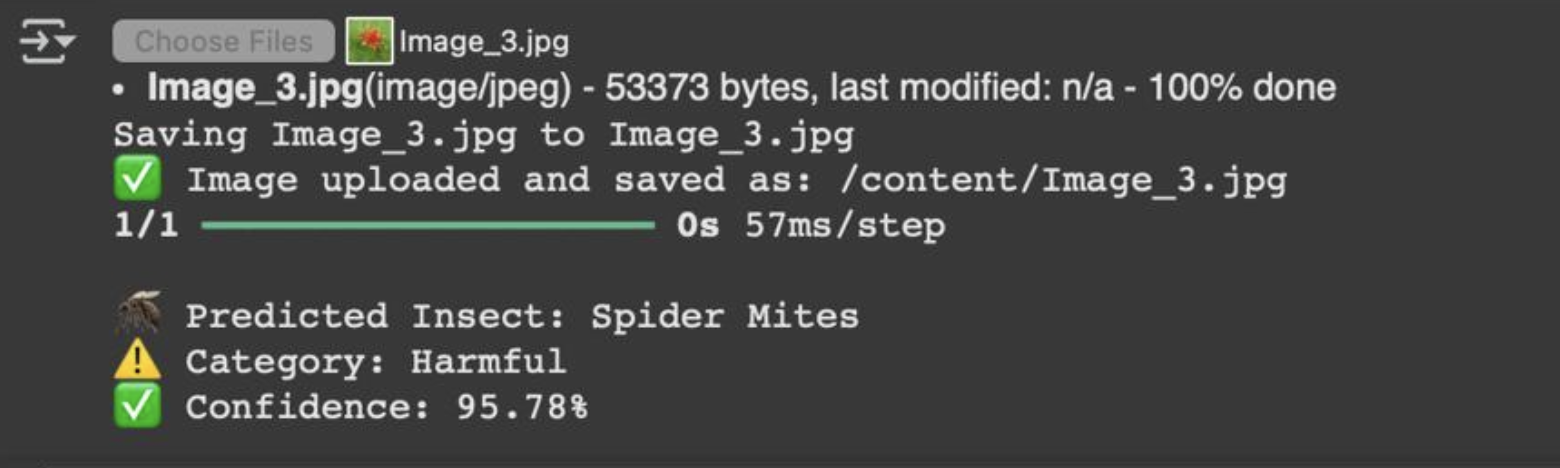 Choose Files Image_3.jpg
• Image_3.jpg(image/jpeg) - 53373 bytes, last modified: n/a - 100% done
Saving Image_3.jpg to Image_3.jpg
✅ Image uploaded and saved as: /content/Image_3.jpg
1/1 0s 57ms/step
🦟 Predicted Insect: Spider Mites
⚠️ Category: Harmful
✅ Confidence: 95.78%